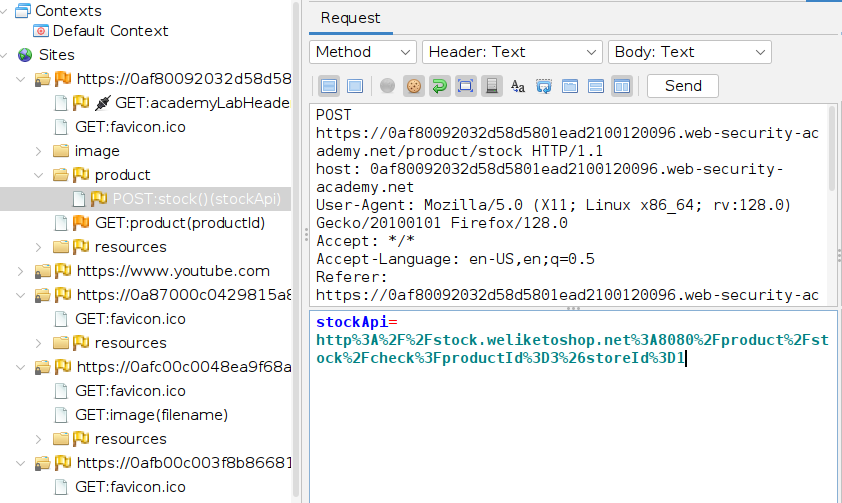 Contexts
Default Context
Sites
https://0af80092032d58d58
GET:academyLabHeade
GET:favicon.ico
image
product
POST:stock()(stockApi)
GET:product(productId)
resources
https://www.youtube.com
https://0a87000c0429815a8
GET:favicon.ico
resources
https://0afc00c0048ea9f68a
GET:favicon.ico
GET:image(filename)
resources
https://0afb00c003f8b86681
GET:favicon.ico
Request
Method Header: Text Body: Text
Send
POST
https://0af80092032d58d5801ead2100120096.web-security-ac
ademy.net/product/stock HTTP/1.1
host: 0af80092032d58d5801ead2100120096.web-security-
academy.net
User-Agent: Mozilla/5.0 (X11; Linux x86_64; rv:128.0)
Gecko/20100101 Firefox/128.0
Accept: */*
Accept-Language: en-US,en;q=0.5
Referer:
https://0af80092032d58d5801ead2100120096.web-security-ac
stockApi=
http%3A%2F%2Fstock.weliketoshop.net%3A8080%2Fproduct%2Fst
ock%2Fcheck%3FproductId%3D3%26storeId%3D1